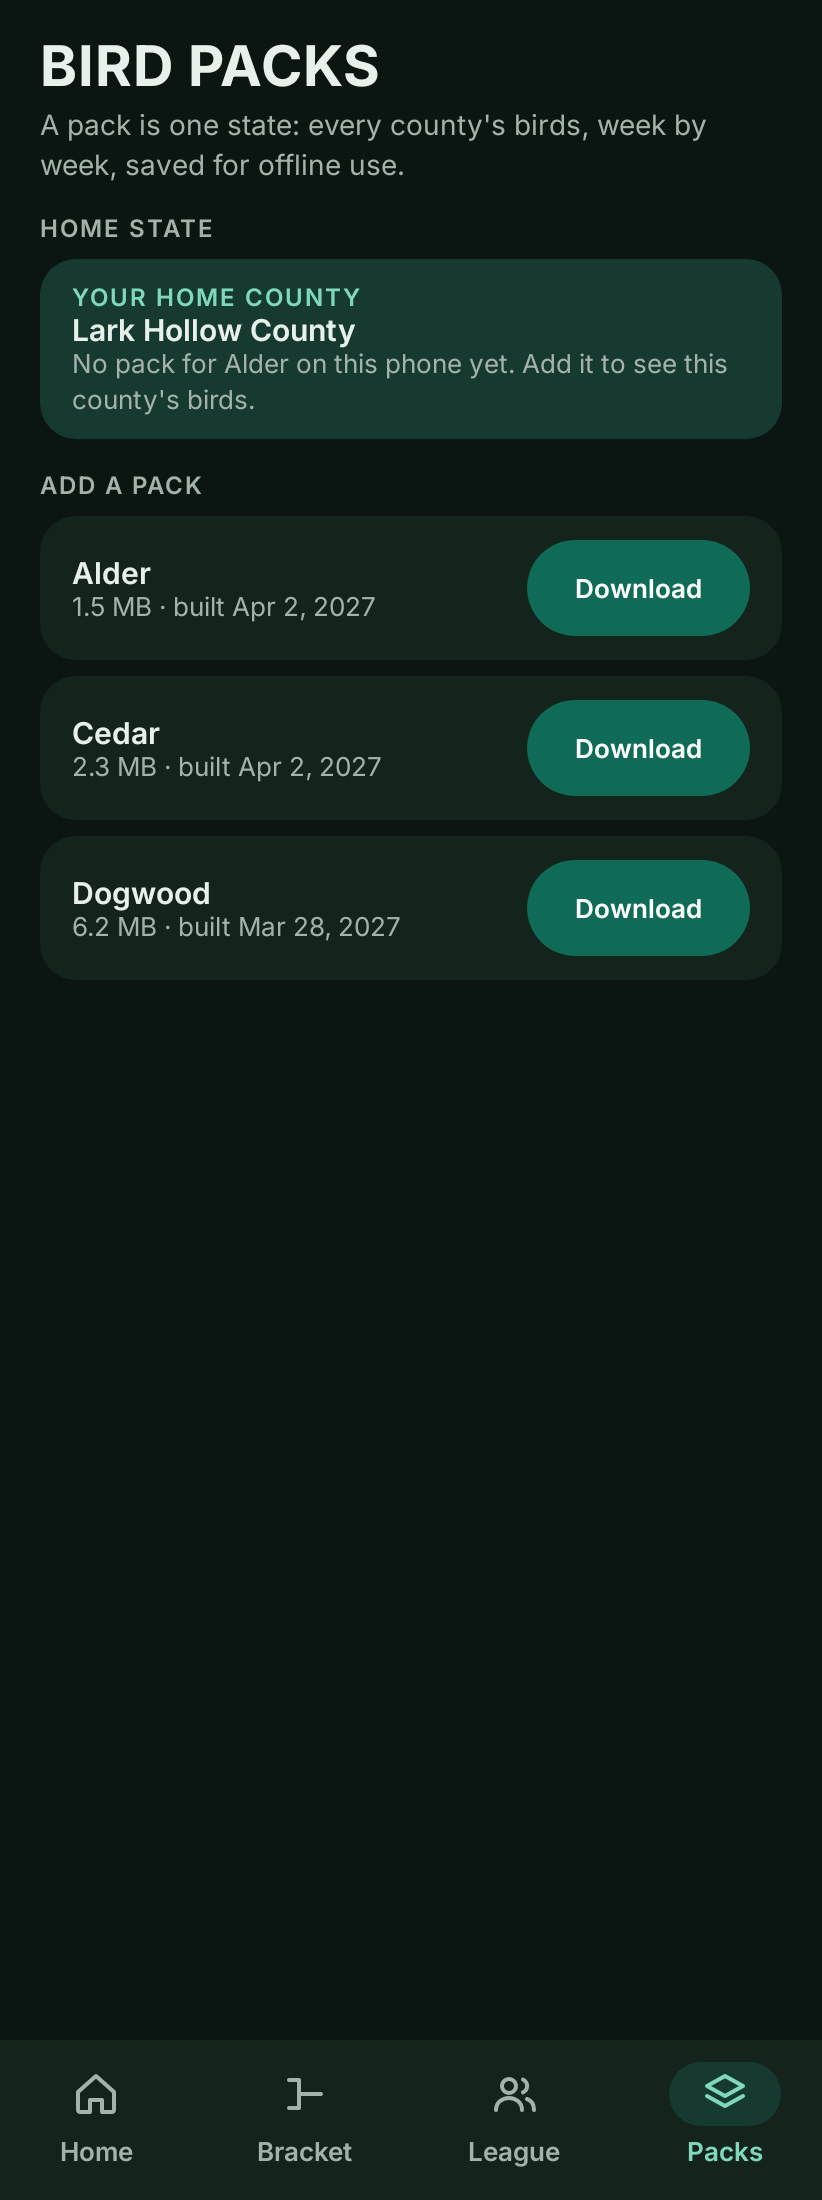 BIRD PACKS
A pack is one state: every county's birds, week by
week, saved for offline use.
HOME STATE
YOUR HOME COUNTY
Lark Hollow County
No pack for Alder on this phone yet. Add it to see this
county's birds.
ADD A PACK
Alder
1.5 MB · built Apr 2, 2027
Download
Cedar
2.3 MB · built Apr 2, 2027
Download
Dogwood
6.2 MB · built Mar 28, 2027
Download
Home
Bracket
League
Packs